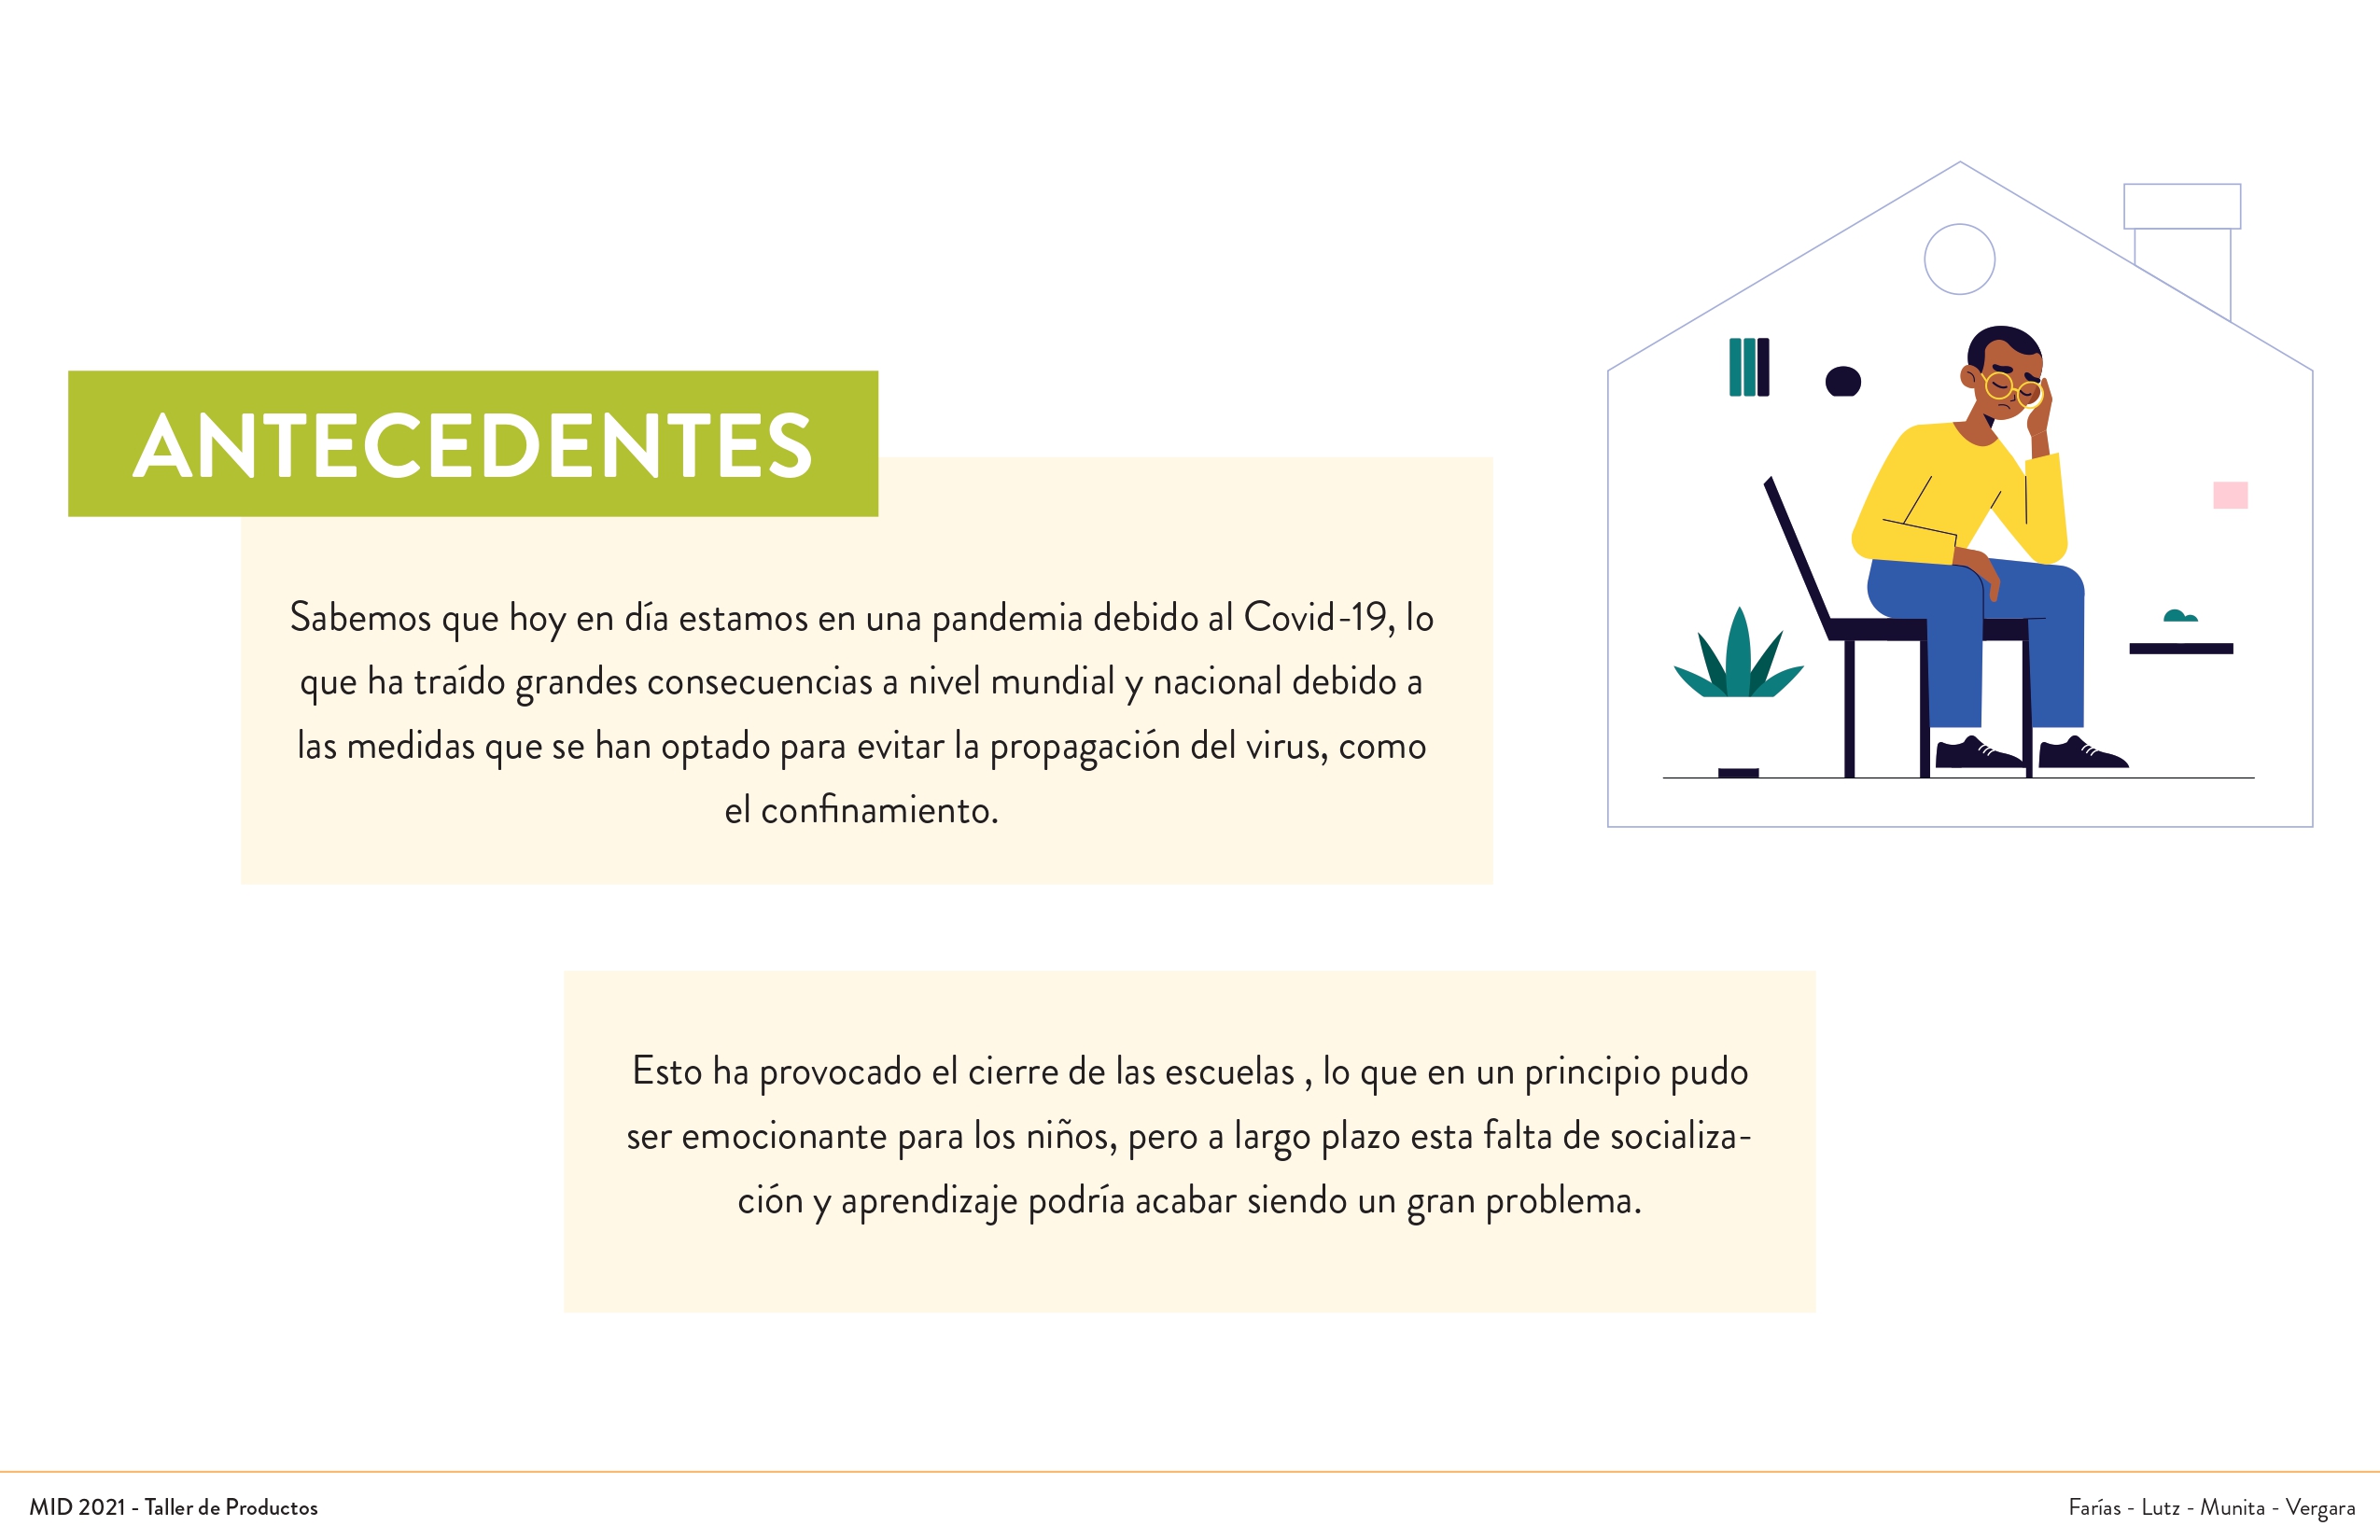 ANTECEDENTES
Sabemos que hoy en día estamos en una pandemia debido al Covid-19, lo
que ha traído grandes consecuencias a nivel mundial y nacional debido a
las medidas que se han optado para evitar la propagación del virus, como
el confinamiento.
Esto ha provocado el cierre de las escuelas , lo que en un principio pudo
ser emocionante para los niños, pero a largo plazo esta falta de socializa-
ción y aprendizaje podría acabar siendo un gran problema.
MID 2021 - Taller de Productos
Farías - Lutz - Munita - Vergara